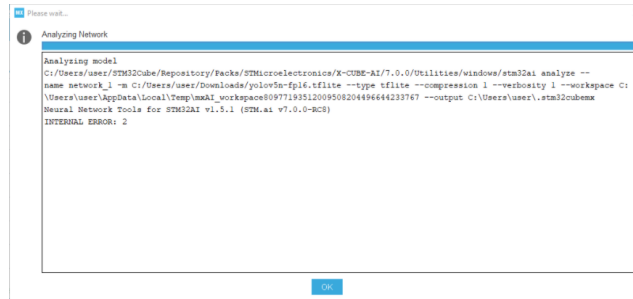 MX Please wait...
Analyzing Network
Analyzing model
C:/Users/user/STM32Cube/Repository/Packs/STMicroelectronics/X-CUBE-AI/7.0.0/Utilities/windows/stm32ai analyze --
name network_1 -m C:/Users/user/Downloads/yolov5n-fp16.tflite --type tflite --compression 1 --verbosity 1 --workspace C:
\Users\user\AppData\Local\Temp\mxAI_workspace80977193512009508204496644233767 --output C:\Users\user\.stm32cubemx
Neural Network Tools for STM32AI v1.5.1 (STM.ai v7.0.0-RC8)
INTERNAL ERROR: 2
OK